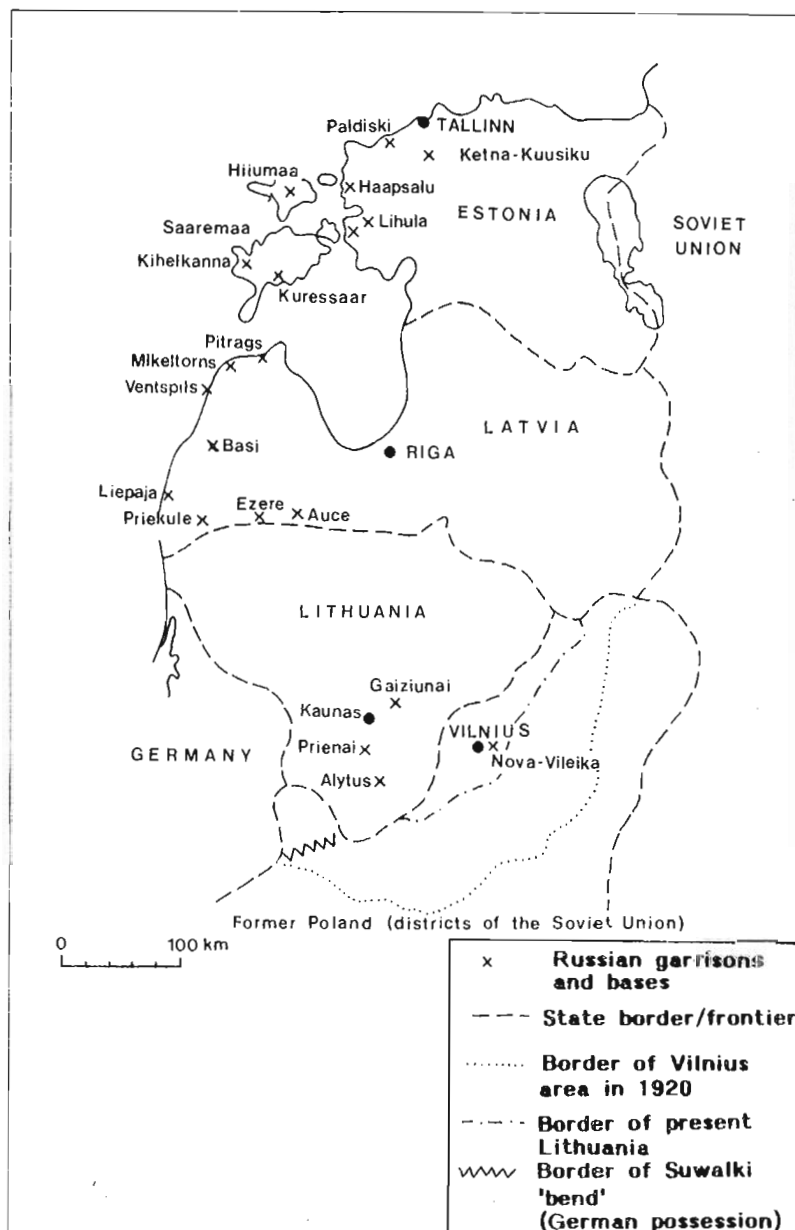 Paldiski
TALLINN
Ketna-Kuusiku
Hiiumaa
Haapsalu
Lihula
ESTONIA
SOVIET
UNION
Saaremaa
Kihelkanna
Kuressaar
Pitrags
Mikeltorns
Ventspils
LATVIA
Basi
RIGA
Liepaja
Priekule
Ezere
Auce
LITHUANIA
Gaiziunai
Kaunas
GERMANY
Prienai
VILNIUS
Nova-Vileika
Alytus
Former Poland (districts of the Soviet Union)
0 100 km
x Russian garrisons
and bases
State border/frontier
Border of Vilnius
area in 1920
Border of present
Lithuania
Border of Suwalki
'bend'
(German possession)